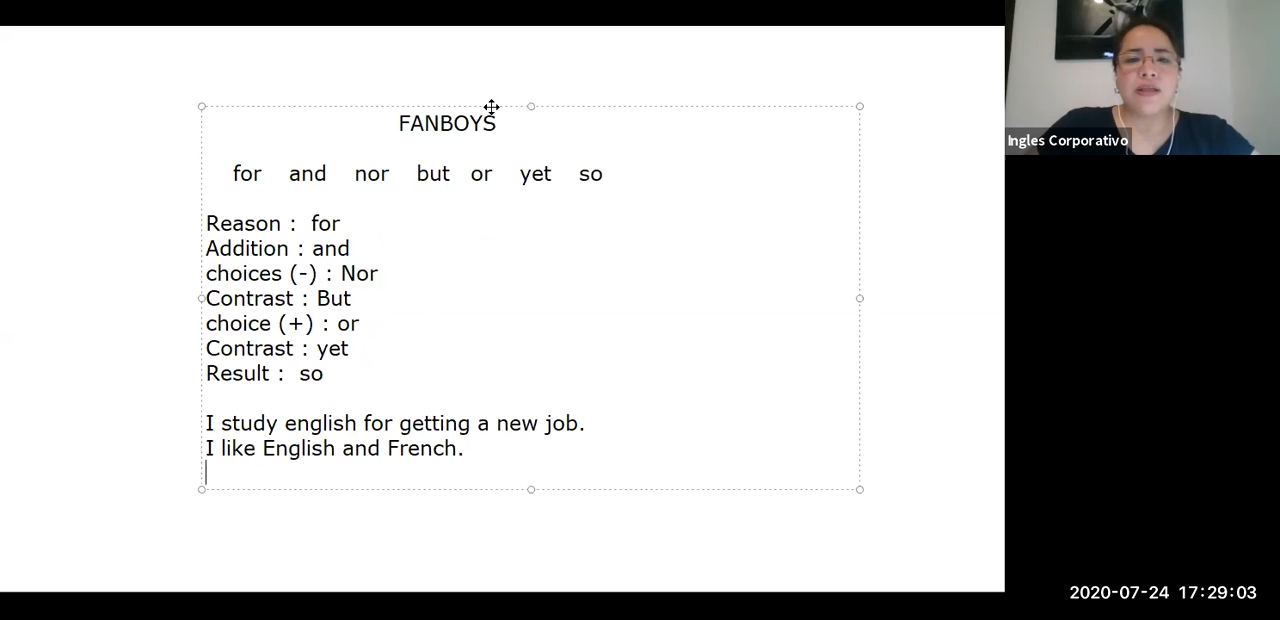 FANBOYS
for and nor but or yet so
Reason : for
Addition : and
choices (-) : Nor
Contrast : But
choice (+) : or
Contrast : yet
Result : so
I study english for getting a new job.
I like English and French.
Ingles Corporativo
2020-07-24 17:29:03